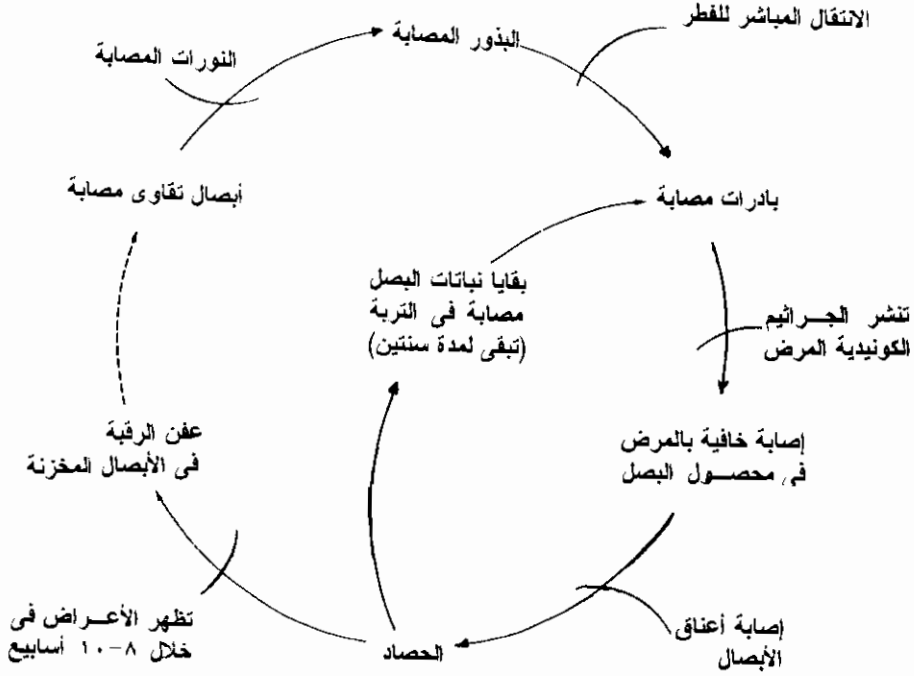 الانتقال المباشر للفطر
البذور المصابة
النورات المصابة
أبصال تقاوى مصابة
بادرات مصابة
بقايا نباتات البصل
مصابة فى التربة
(تبقى لمدة سنتين)
تنشر الجراثيم
الكونيدية المرض
عفن الرقبة
فى الأبصال المخزنة
إصابة خافية بالمرض
فى محصول البصل
تظهر الأعراض فى
خلال ٨-١٠ أسابيع
الحصاد
إصابة أعناق
الأبصال